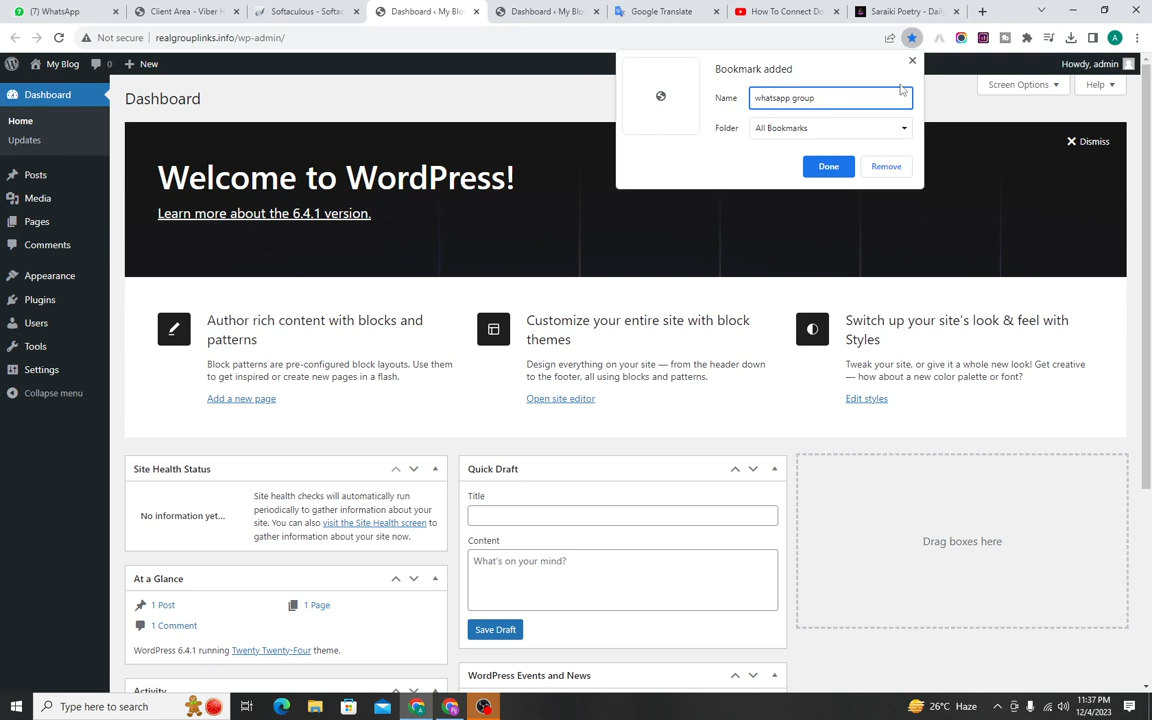 (7) WhatsApp
Client Area - Viber H
Softaculous - Softac
Dashboard ‹ My Blo
Dashboard ‹ My Blo
Google Translate
How To Connect Do
Saraiki Poetry - Daily
Not secure realgrouplinks.info/wp-admin/
A
My Blog 0 New
Howdy, admin
Bookmark added
Name whatsapp group
Folder All Bookmarks
Done Remove
Screen Options Help
Dashboard
Home
Updates
Posts
Media
Pages
Comments
Appearance
Plugins
Users
Tools
Settings
Collapse menu
Dashboard
Dismiss
Welcome to WordPress!
Learn more about the 6.4.1 version.
Author rich content with blocks and
patterns
Block patterns are pre-configured block layouts. Use them
to get inspired or create new pages in a flash.
Add a new page
Customize your entire site with block
themes
Design everything on your site — from the header down
to the footer, all using blocks and patterns.
Open site editor
Switch up your site's look & feel with
Styles
Tweak your site, or give it a whole new look! Get creative
— how about a new color palette or font?
Edit styles
Site Health Status
No information yet...
Site health checks will automatically run
periodically to gather information about your
site. You can also visit the Site Health screen to
gather information about your site now.
At a Glance
1 Post 1 Page
1 Comment
WordPress 6.4.1 running Twenty Twenty-Four theme.
Activity
Quick Draft
Title
Content
What's on your mind?
Save Draft
WordPress Events and News
Drag boxes here
Type here to search
26°C Haze
11:37 PM
12/4/2023